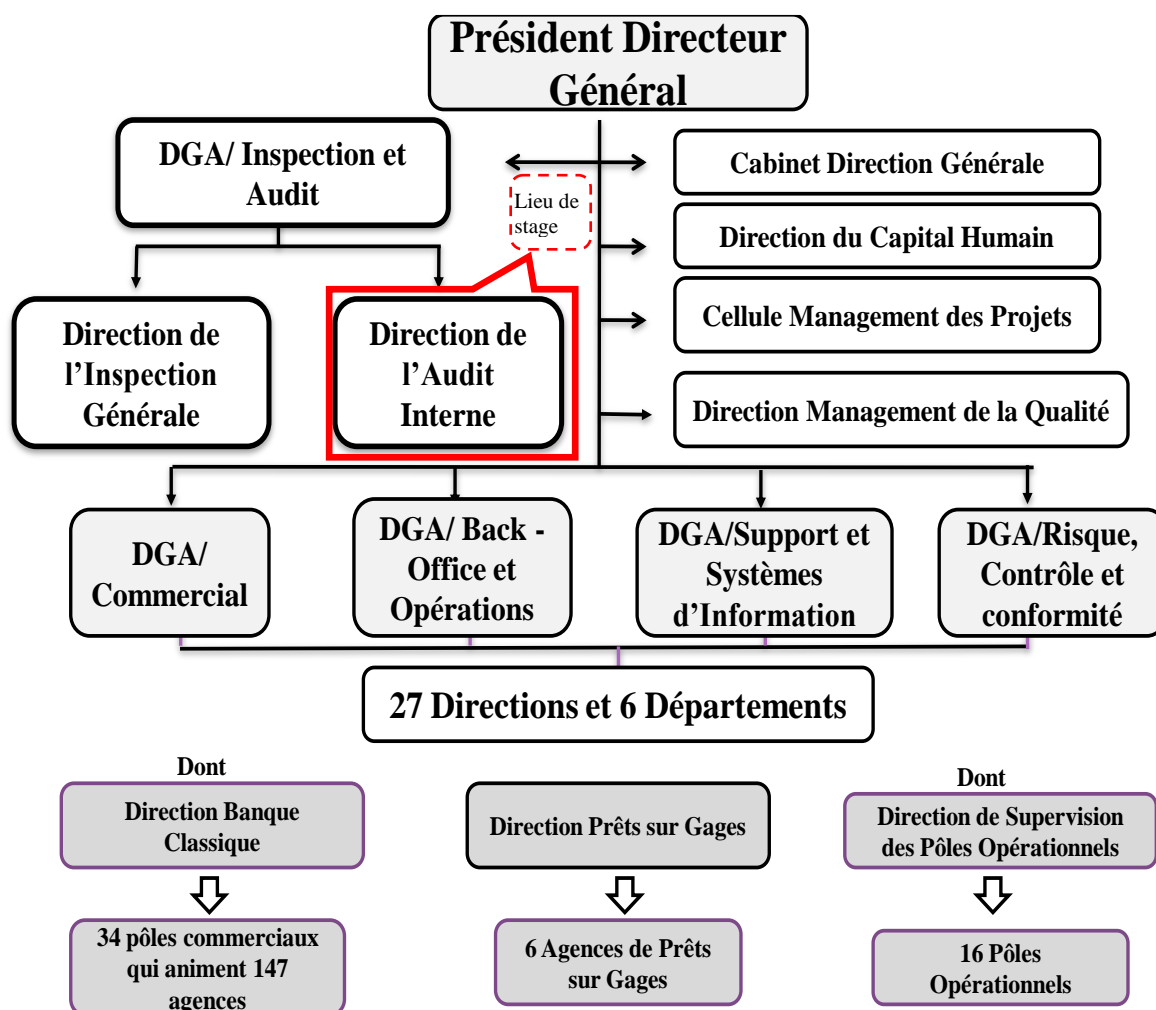 Président Directeur
Général
DGA/ Inspection et
Audit
Cabinet Direction Générale
Lieu de
stage
Direction du Capital Humain
Direction de
l’Inspection
Générale
Direction de
l’Audit
Interne
Cellule Management des Projets
Direction Management de la Qualité
DGA/
Commercial
DGA/ Back -
Office et
Opérations
DGA/Support et
Systèmes
d’Information
DGA/Risque,
Contrôle et
conformité
27 Directions et 6 Départements
Dont
Direction Banque
Classique
Direction Prêts sur Gages
Dont
Direction de Supervision
des Pôles Opérationnels
34 pôles commerciaux
qui animent 147
agences
6 Agences de Prêts
sur Gages
16 Pôles
Opérationnels